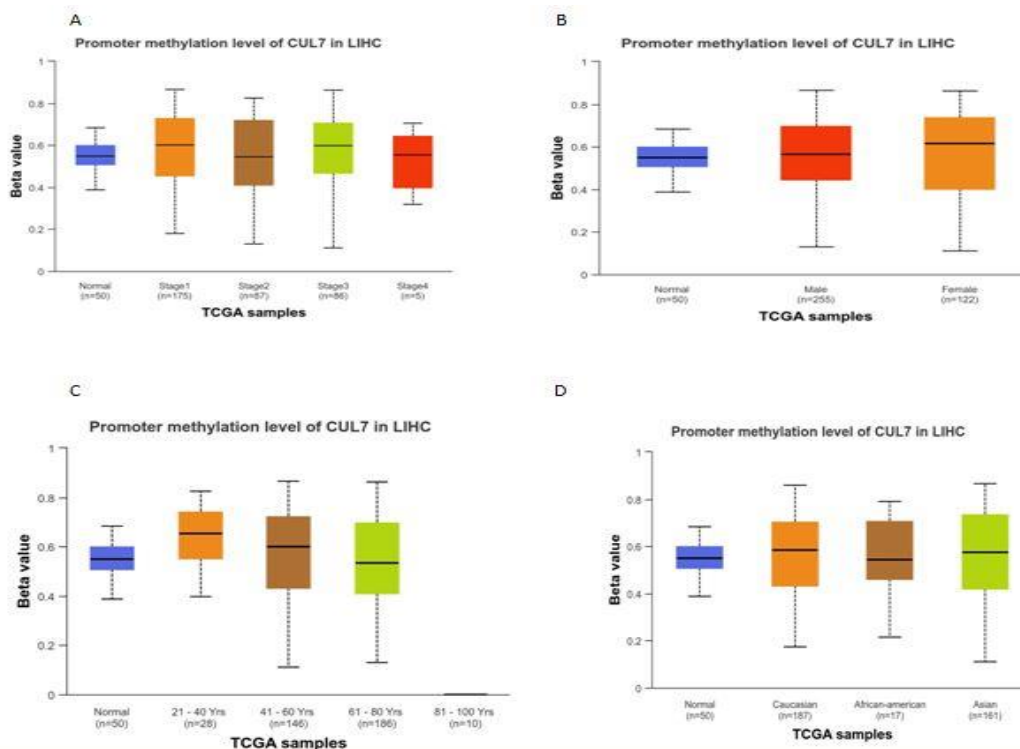 A
Promoter methylation level of CUL7 in LIHC
Beta value
1
0.8
0.6
0.4
0.2
0
Normal Stage1 Stage2 Stage3 Stage4
(n=50) (n=175) (n=87) (n=86) (n=5)
TCGA samples
B
Promoter methylation level of CUL7 in LIHC
Beta value
1
0.8
0.6
0.4
0.2
0
Normal Male Female
(n=50) (n=255) (n=122)
TCGA samples
C
Promoter methylation level of CUL7 in LIHC
Beta value
1
0.8
0.6
0.4
0.2
0
Normal 21 - 40 Yrs 41 - 60 Yrs 61 - 80 Yrs 81 - 100 Yrs
(n=50) (n=28) (n=146) (n=186) (n=10)
TCGA samples
D
Promoter methylation level of CUL7 in LIHC
Beta value
1
0.8
0.6
0.4
0.2
0
Normal Caucasian African-american Asian
(n=50) (n=187) (n=17) (n=161)
TCGA samples